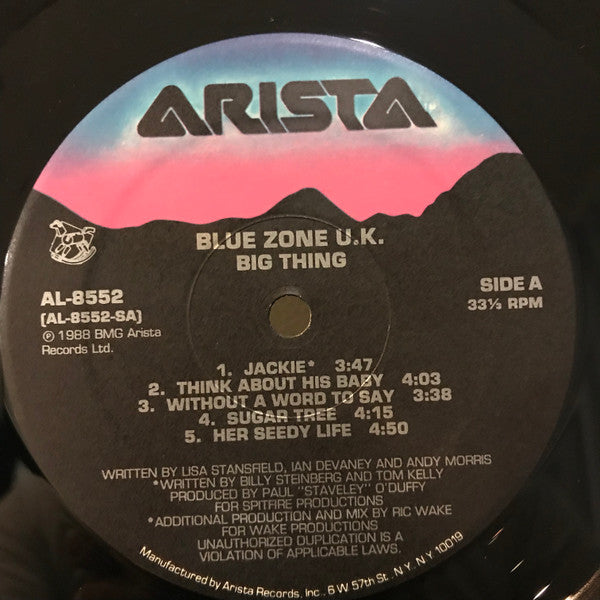 ARISTA
BLUE ZONE U.K.
BIG THING
AL-8552
(AL-8552-SA)
℗ 1988 BMG Arista
Records Ltd.
SIDE A
33⅓ RPM
1. JACKIE* 3:47
2. THINK ABOUT HIS BABY 4:03
3. WITHOUT A WORD TO SAY 3:38
4. SUGAR TREE 4:15
5. HER SEEDY LIFE 4:50
WRITTEN BY LISA STANSFIELD, IAN DEVANEY AND ANDY MORRIS
*WRITTEN BY BILLY STEINBERG AND TOM KELLY
PRODUCED BY PAUL "STAVELEY" O'DUFFY
FOR SPITFIRE PRODUCTIONS
*ADDITIONAL PRODUCTION AND MIX BY RIC WAKE
FOR WAKE PRODUCTIONS
UNAUTHORIZED DUPLICATION IS A
VIOLATION OF APPLICABLE LAWS.
Manufactured by Arista Records, Inc., 6 W 57th St., N.Y., N.Y. 10019